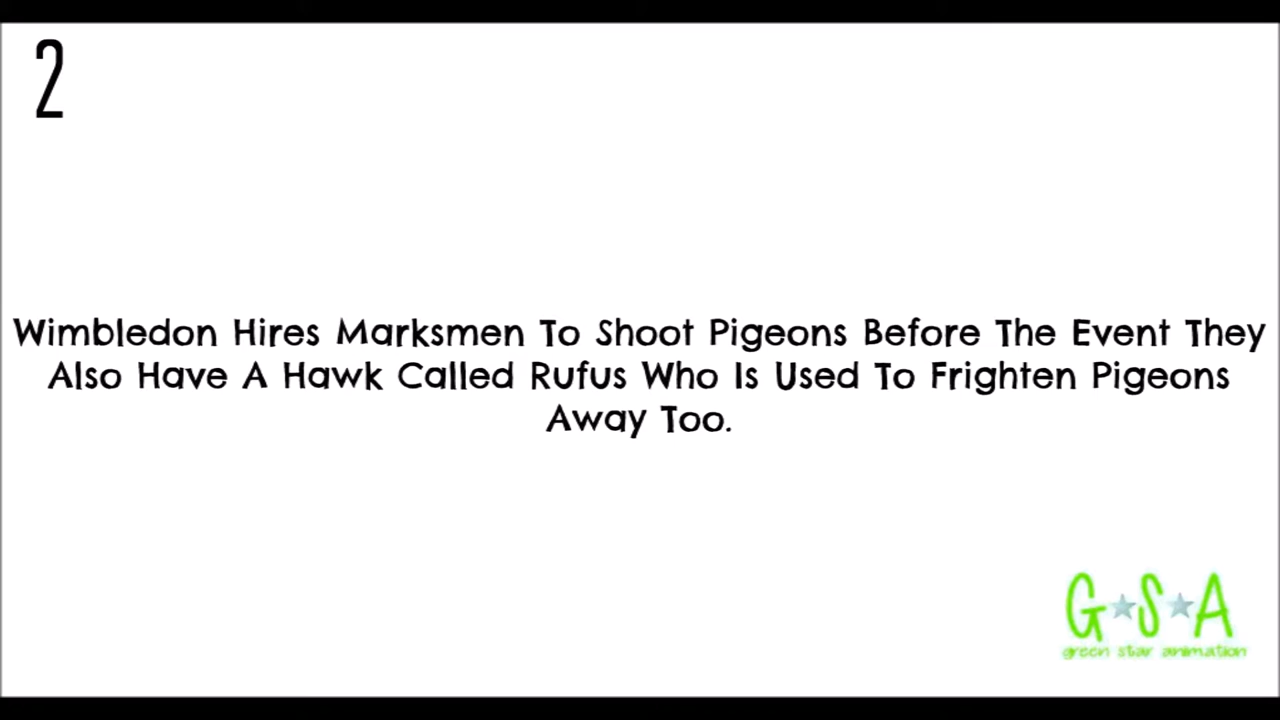 2
Wimbledon Hires Marksmen To Shoot Pigeons Before The Event They
Also Have A Hawk Called Rufus Who Is Used To Frighten Pigeons
Away Too.
G★S★A
green star animation